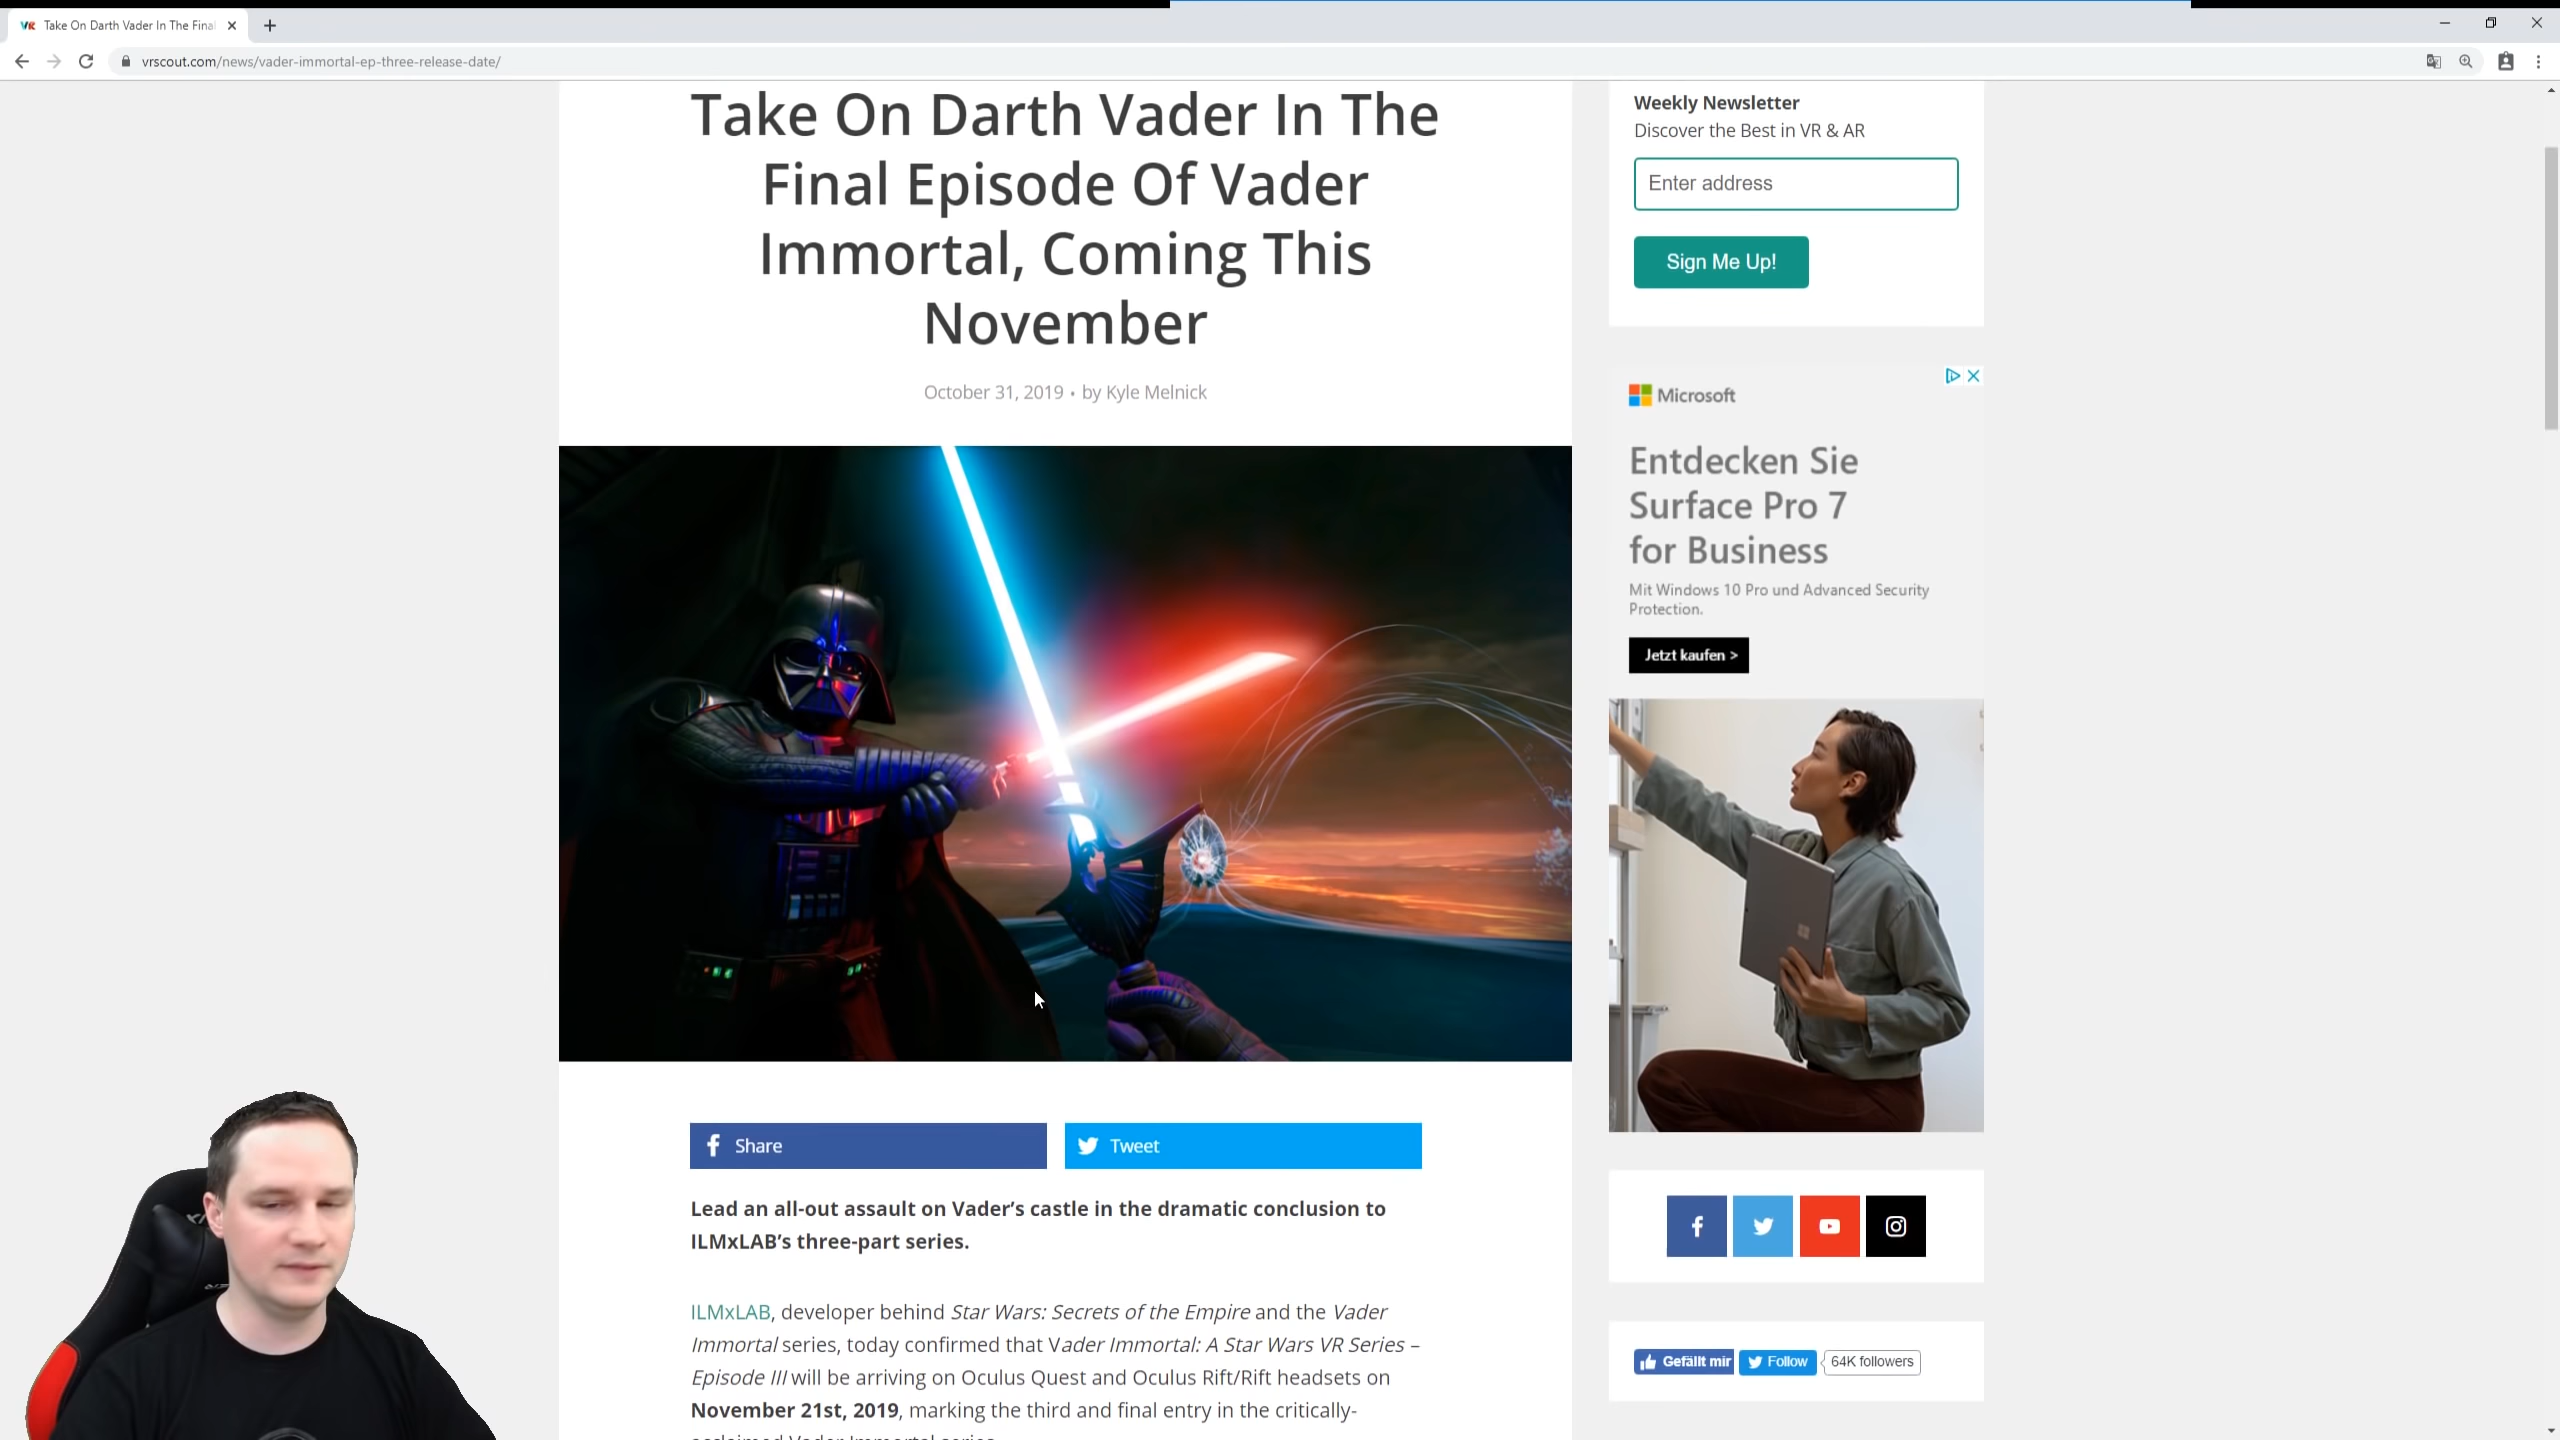 VR Take On Darth Vader In The Fina
vrscout.com/news/vader-immortal-ep-three-release-date/
Take On Darth Vader In The
Final Episode Of Vader
Immortal, Coming This
November
October 31, 2019 • by Kyle Melnick
Share
Tweet
Lead an all-out assault on Vader’s castle in the dramatic conclusion to
ILMxLAB’s three-part series.
ILMxLAB, developer behind Star Wars: Secrets of the Empire and the Vader
Immortal series, today confirmed that Vader Immortal: A Star Wars VR Series –
Episode III will be arriving on Oculus Quest and Oculus Rift/Rift headsets on
November 21st, 2019, marking the third and final entry in the critically-
acclaimed Vader Immortal series
Weekly Newsletter
Discover the Best in VR & AR
Enter address
Sign Me Up!
Microsoft
Entdecken Sie
Surface Pro 7
for Business
Mit Windows 10 Pro und Advanced Security
Protection.
Jetzt kaufen >
Gefällt mir
Follow
64K followers